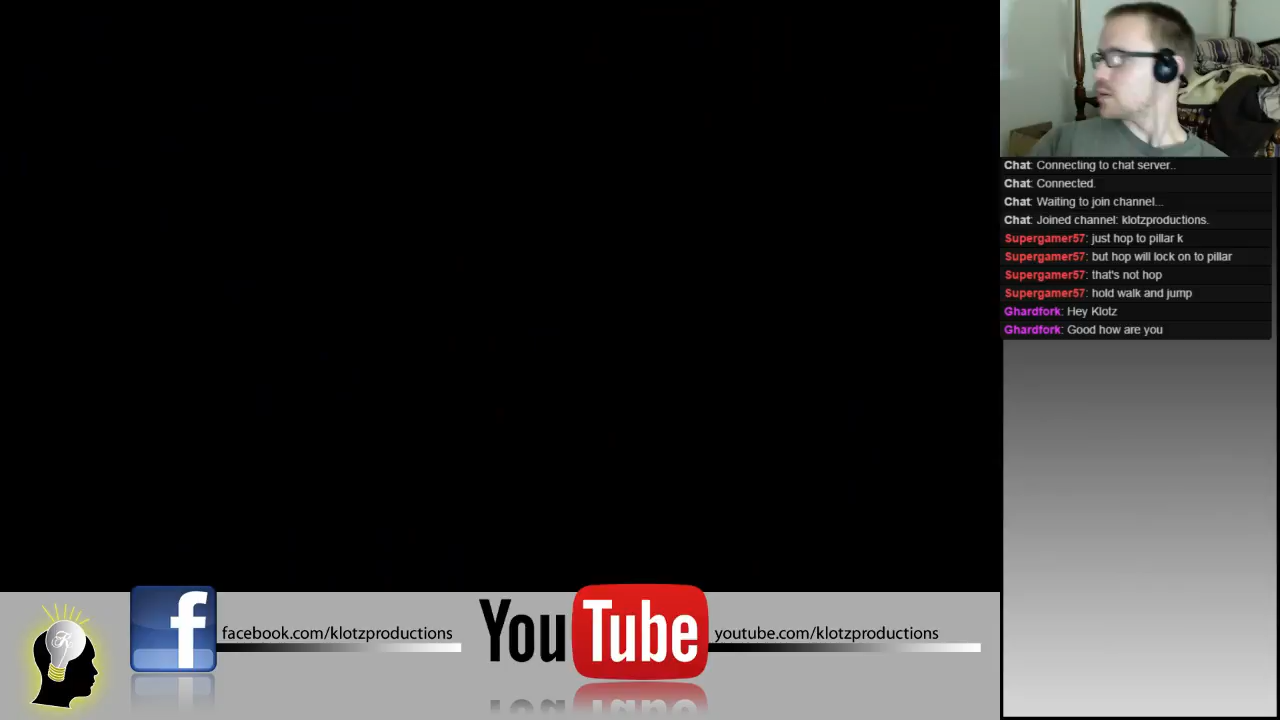 Chat: Connecting to chat server..
Chat: Connected.
Chat: Waiting to join channel...
Chat: Joined channel: klotzproductions.
Supergamer57: just hop to pillar k
Supergamer57: but hop will lock on to pillar
Supergamer57: that's not hop
Supergamer57: hold walk and jump
Ghardfork: Hey Klotz
Ghardfork: Good how are you
f
facebook.com/klotzproductions
YouTube
youtube.com/klotzproductions